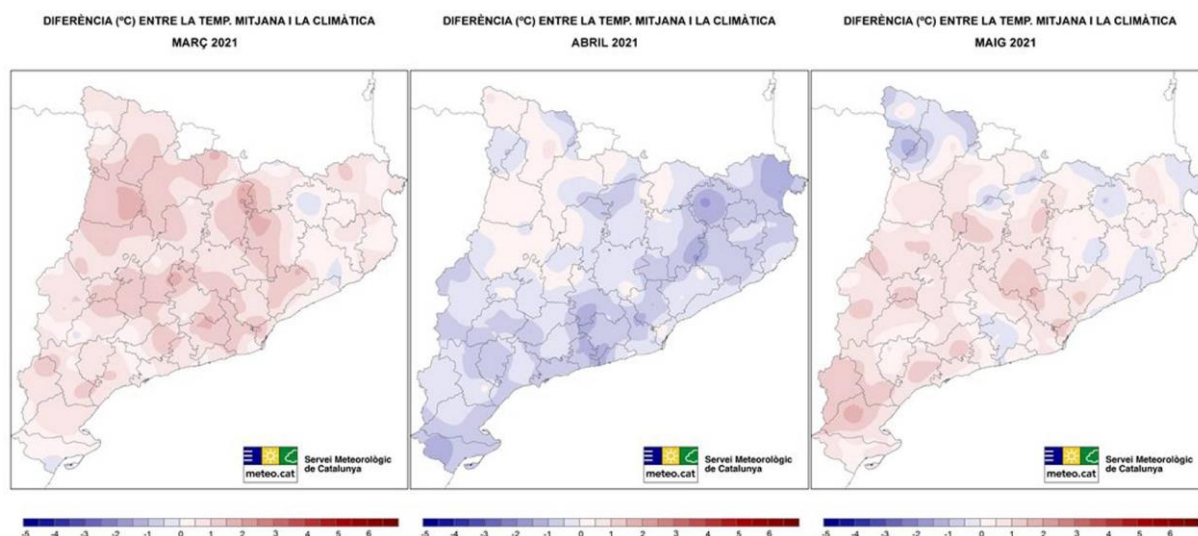 DIFERÈNCIA (ºC) ENTRE LA TEMP. MITJANA I LA CLIMÀTICA
MARÇ 2021
DIFERÈNCIA (ºC) ENTRE LA TEMP. MITJANA I LA CLIMÀTICA
ABRIL 2021
DIFERÈNCIA (ºC) ENTRE LA TEMP. MITJANA I LA CLIMÀTICA
MAIG 2021
meteo.cat
Servei Meteorològic
de Catalunya
meteo.cat
Servei Meteorològic
de Catalunya
meteo.cat
Servei Meteorològic
de Catalunya
-5 -4 -3 -2 -1 0 1 2 3 4 5 6
-5 -4 -3 -2 -1 0 1 2 3 4 5 6
-5 -4 -3 -2 -1 0 1 2 3 4 5 6